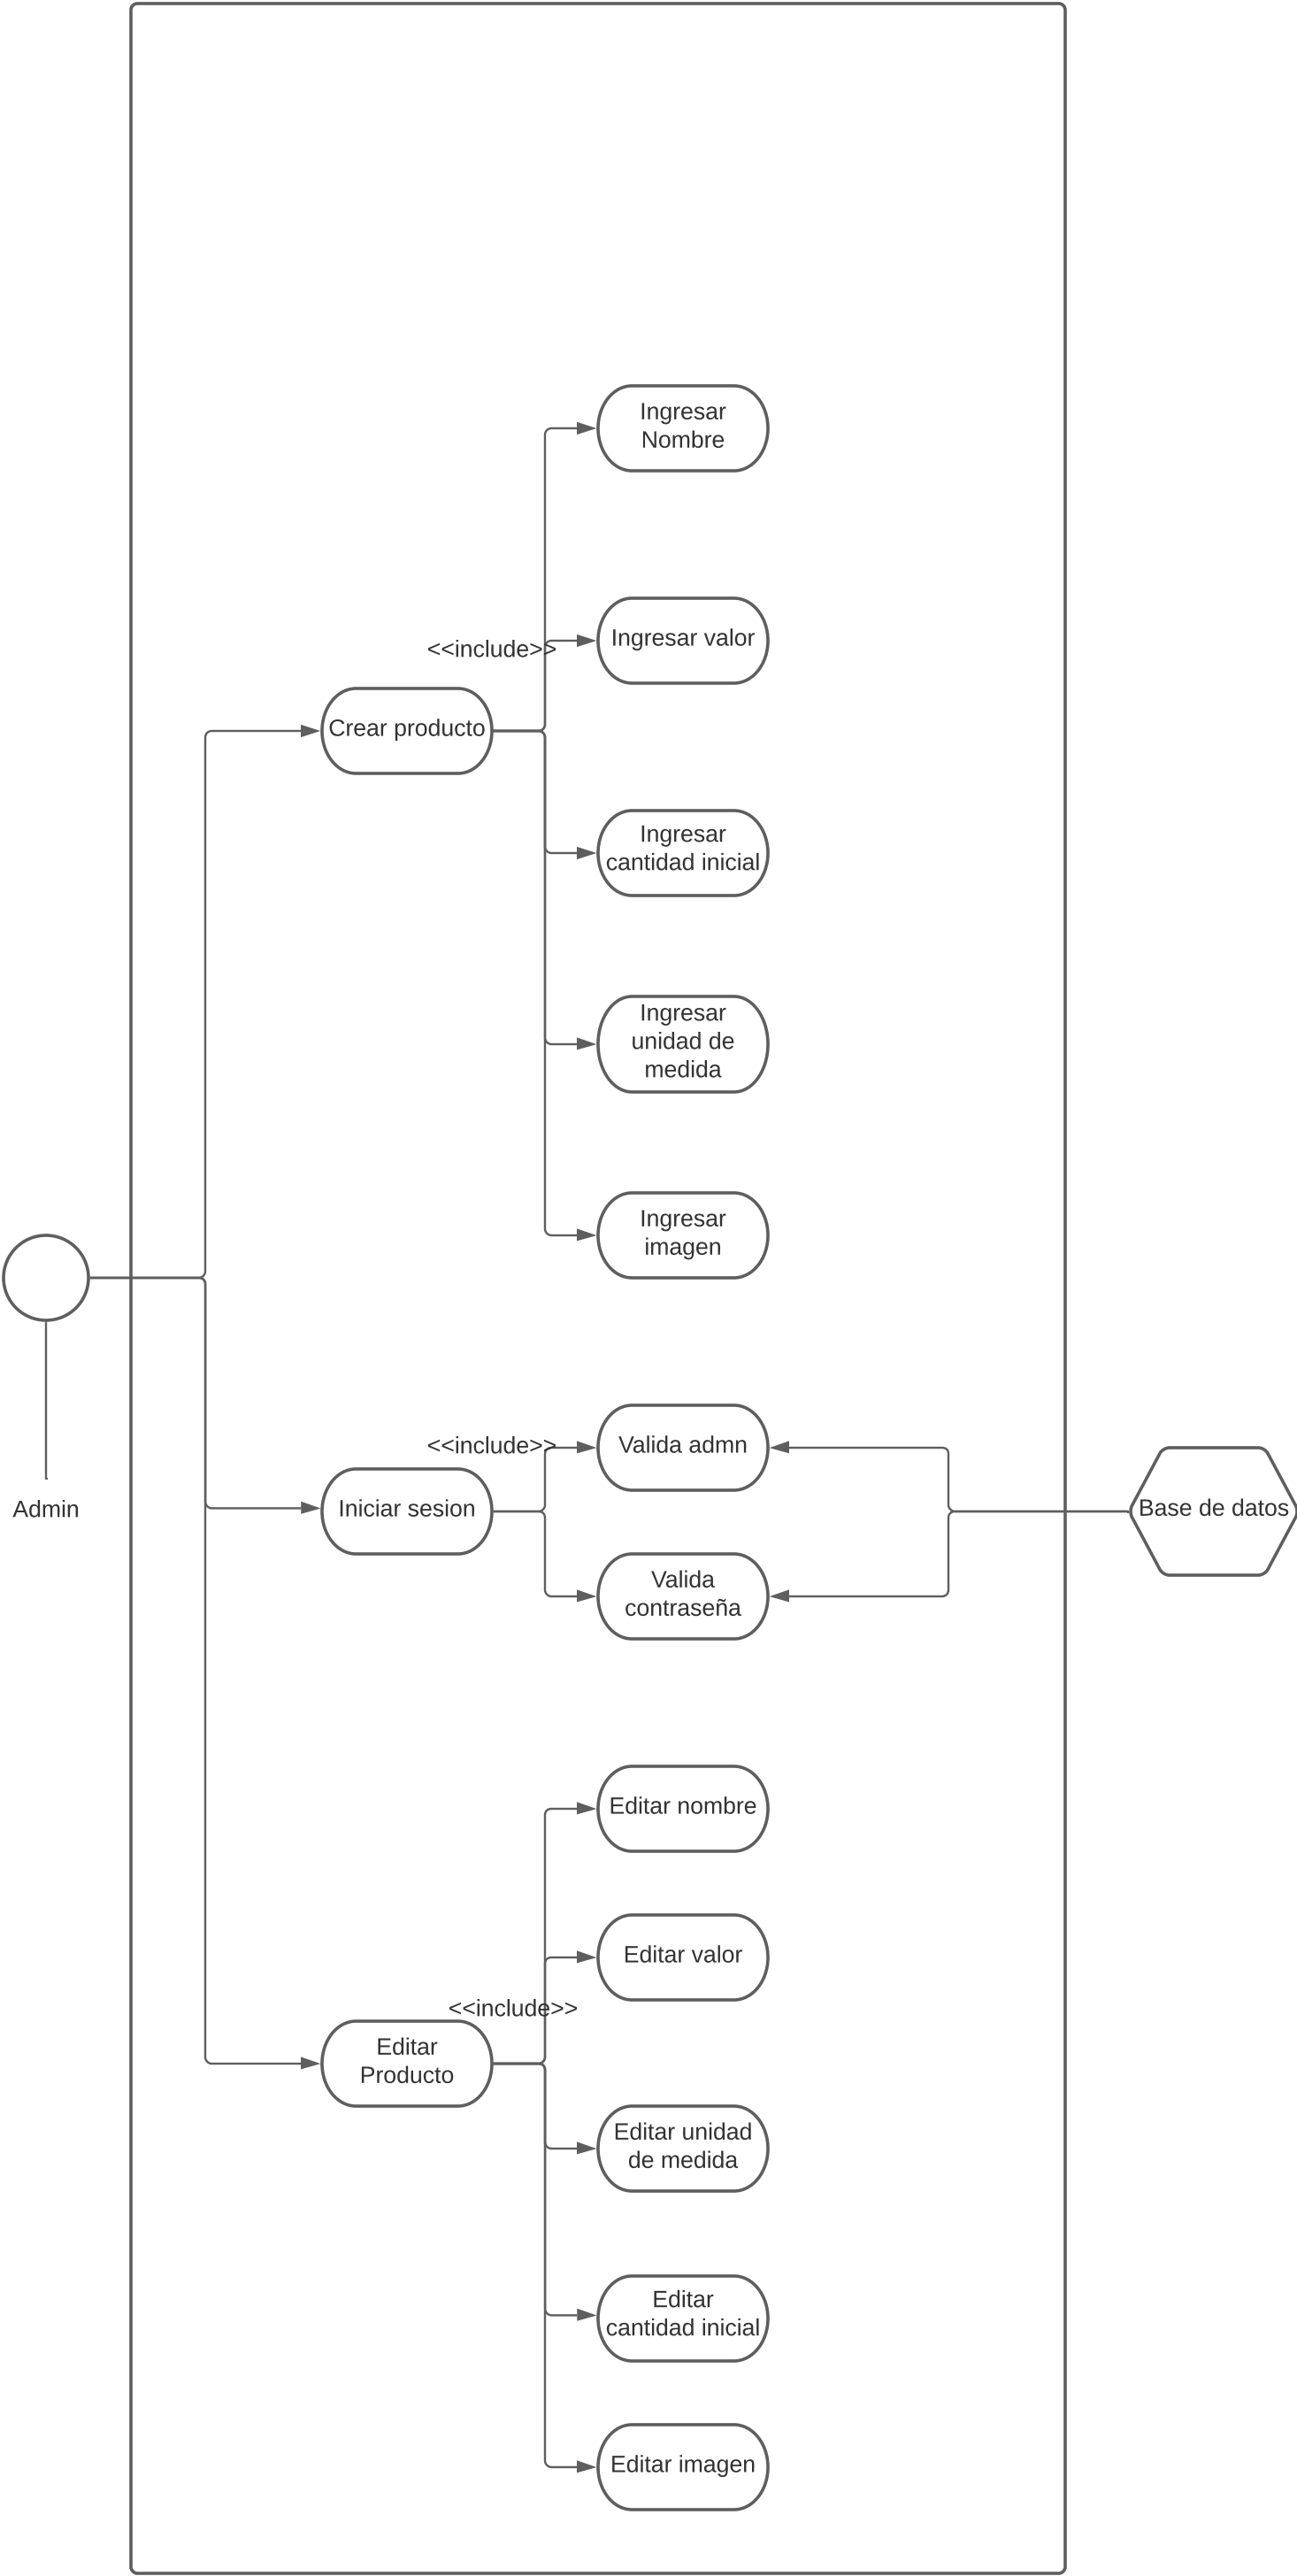 Ingresar
Nombre
<<include>>
Ingresar valor
Crear producto
Ingresar
cantidad inicial
Ingresar
unidad de
medida
Ingresar
imagen
Admin
<<include>>
Valida admn
Iniciar sesion
Base de datos
Valida
contraseña
Editar nombre
Editar valor
<<include>>
Editar
Producto
Editar unidad
de medida
Editar
cantidad inicial
Editar imagen